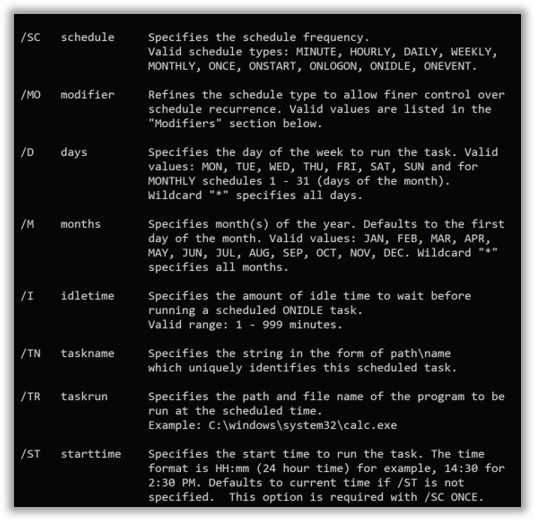 /SC schedule Specifies the schedule frequency.
Valid schedule types: MINUTE, HOURLY, DAILY, WEEKLY,
MONTHLY, ONCE, ONSTART, ONLOGON, ONIDLE, ONEVENT.
/MO modifier Refines the schedule type to allow finer control over
schedule recurrence. Valid values are listed in the
"Modifiers" section below.
/D days Specifies the day of the week to run the task. Valid
values: MON, TUE, WED, THU, FRI, SAT, SUN and for
MONTHLY schedules 1 - 31 (days of the month).
Wildcard "*" specifies all days.
/M months Specifies month(s) of the year. Defaults to the first
day of the month. Valid values: JAN, FEB, MAR, APR,
MAY, JUN, JUL, AUG, SEP, OCT, NOV, DEC. Wildcard "*"
specifies all months.
/I idletime Specifies the amount of idle time to wait before
running a scheduled ONIDLE task.
Valid range: 1 - 999 minutes.
/TN taskname Specifies the string in the form of path\name
which uniquely identifies this scheduled task.
/TR taskrun Specifies the path and file name of the program to be
run at the scheduled time.
Example: C:\windows\system32\calc.exe
/ST starttime Specifies the start time to run the task. The time
format is HH:mm (24 hour time) for example, 14:30 for
2:30 PM. Defaults to current time if /ST is not
specified. This option is required with /SC ONCE.